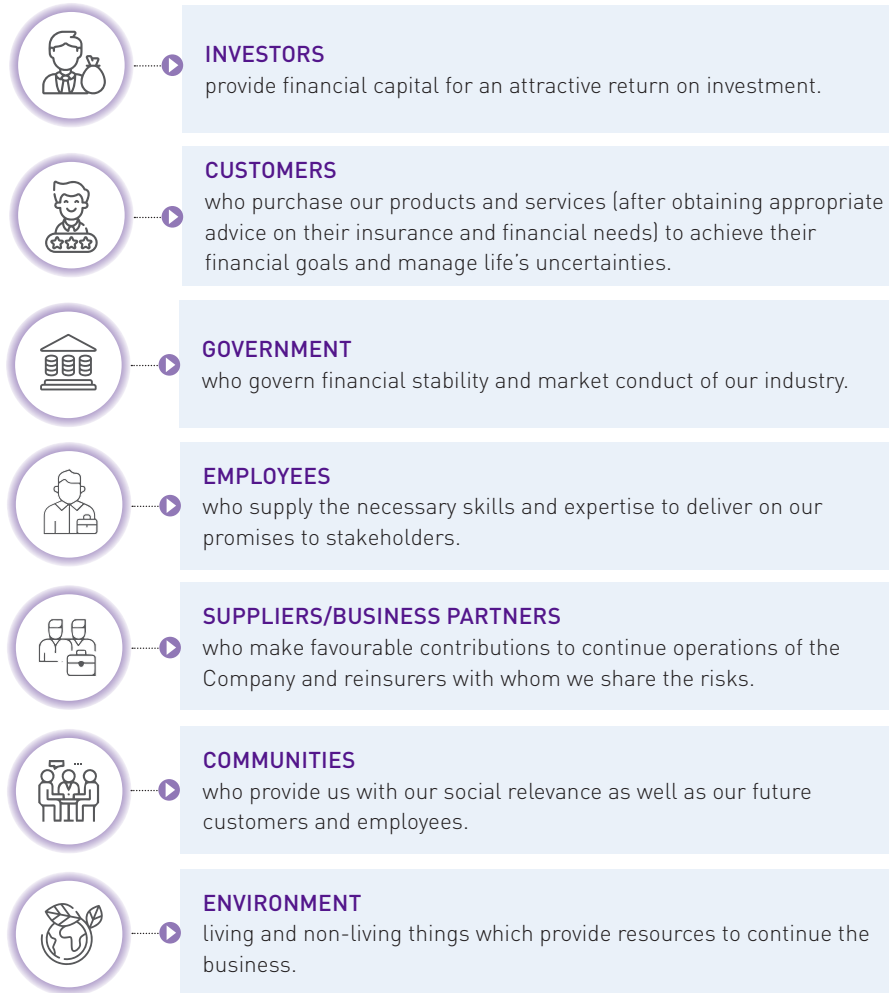 INVESTORS
provide financial capital for an attractive return on investment.
CUSTOMERS
who purchase our products and services (after obtaining appropriate
advice on their insurance and financial needs) to achieve their
financial goals and manage life’s uncertainties.
GOVERNMENT
who govern financial stability and market conduct of our industry.
EMPLOYEES
who supply the necessary skills and expertise to deliver on our
promises to stakeholders.
SUPPLIERS/BUSINESS PARTNERS
who make favourable contributions to continue operations of the
Company and reinsurers with whom we share the risks.
COMMUNITIES
who provide us with our social relevance as well as our future
customers and employees.
ENVIRONMENT
living and non-living things which provide resources to continue the
business.